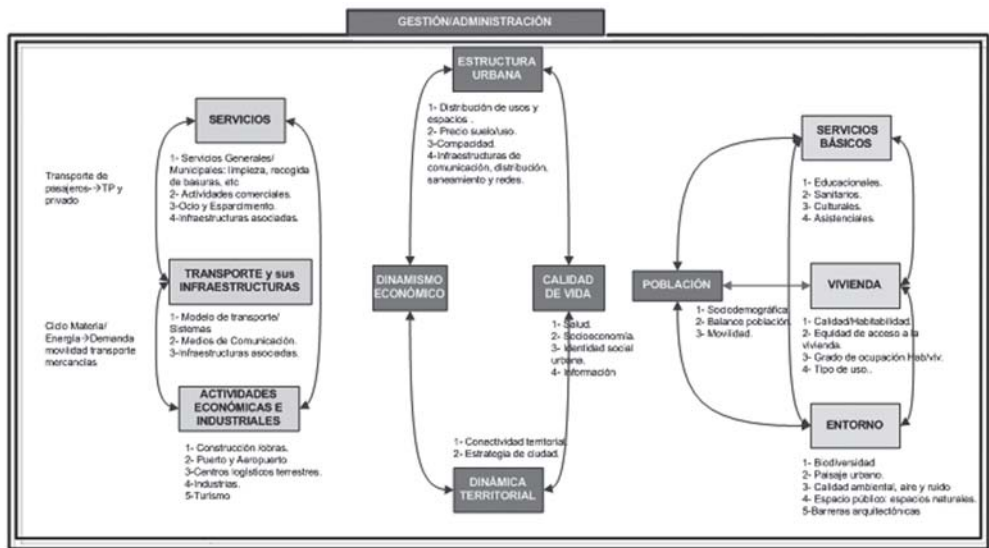 GESTIÓN/ADMINISTRACIÓN
ESTRUCTURA
URBANA
1- Distribución de usos y
espacios .
2- Precio suelo/uso.
3-Compacidad.
4-Infraestructuras de
comunicación, distribución,
saneamiento y redes.
SERVICIOS
1- Servicios Generales/
Municipales: limpieza, recogida
de basuras, etc
2- Actividades comerciales.
3-Ocio y Esparcimiento.
4-Infraestructuras asociadas.
Transporte de
pasajeros-→TP y
privado
TRANSPORTE y sus
INFRAESTRUCTURAS
1- Modelo de transporte/
Sistemas
2- Medios de Comunicación.
3-Infraestructuras asociadas.
Ciclo Materia/
Energía→Demanda
movilidad transporte
mercancías
ACTIVIDADES
ECONÓMICAS E
INDUSTRIALES
1- Construcción /obras.
2- Puerto y Aeropuerto
3-Centros logísticos terrestres.
4-Industrias.
5-Turismo
DINAMISMO
ECONÓMICO
CALIDAD
DE VIDA
1- Salud.
2- Socioeconomía.
3- Identidad social
urbana.
4- Información
1- Conectividad territorial.
2- Estrategia de ciudad.
DINÁMICA
TERRITORIAL
POBLACIÓN
1- Sociodemográfica
2- Balance población.
3- Movilidad.
SERVICIOS
BÁSICOS
1- Educacionales.
2- Sanitarios.
3- Culturales.
4- Asistenciales.
VIVIENDA
1- Calidad/Habitabilidad.
2- Equidad de acceso a la
vivienda.
3- Grado de ocupación Hab/viv.
4- Tipo de uso..
ENTORNO
1- Biodiversidad
2- Paisaje urbano.
3- Calidad ambiental, aire y ruido
4- Espacio público: espacios naturales.
5-Barreras arquitectónicas